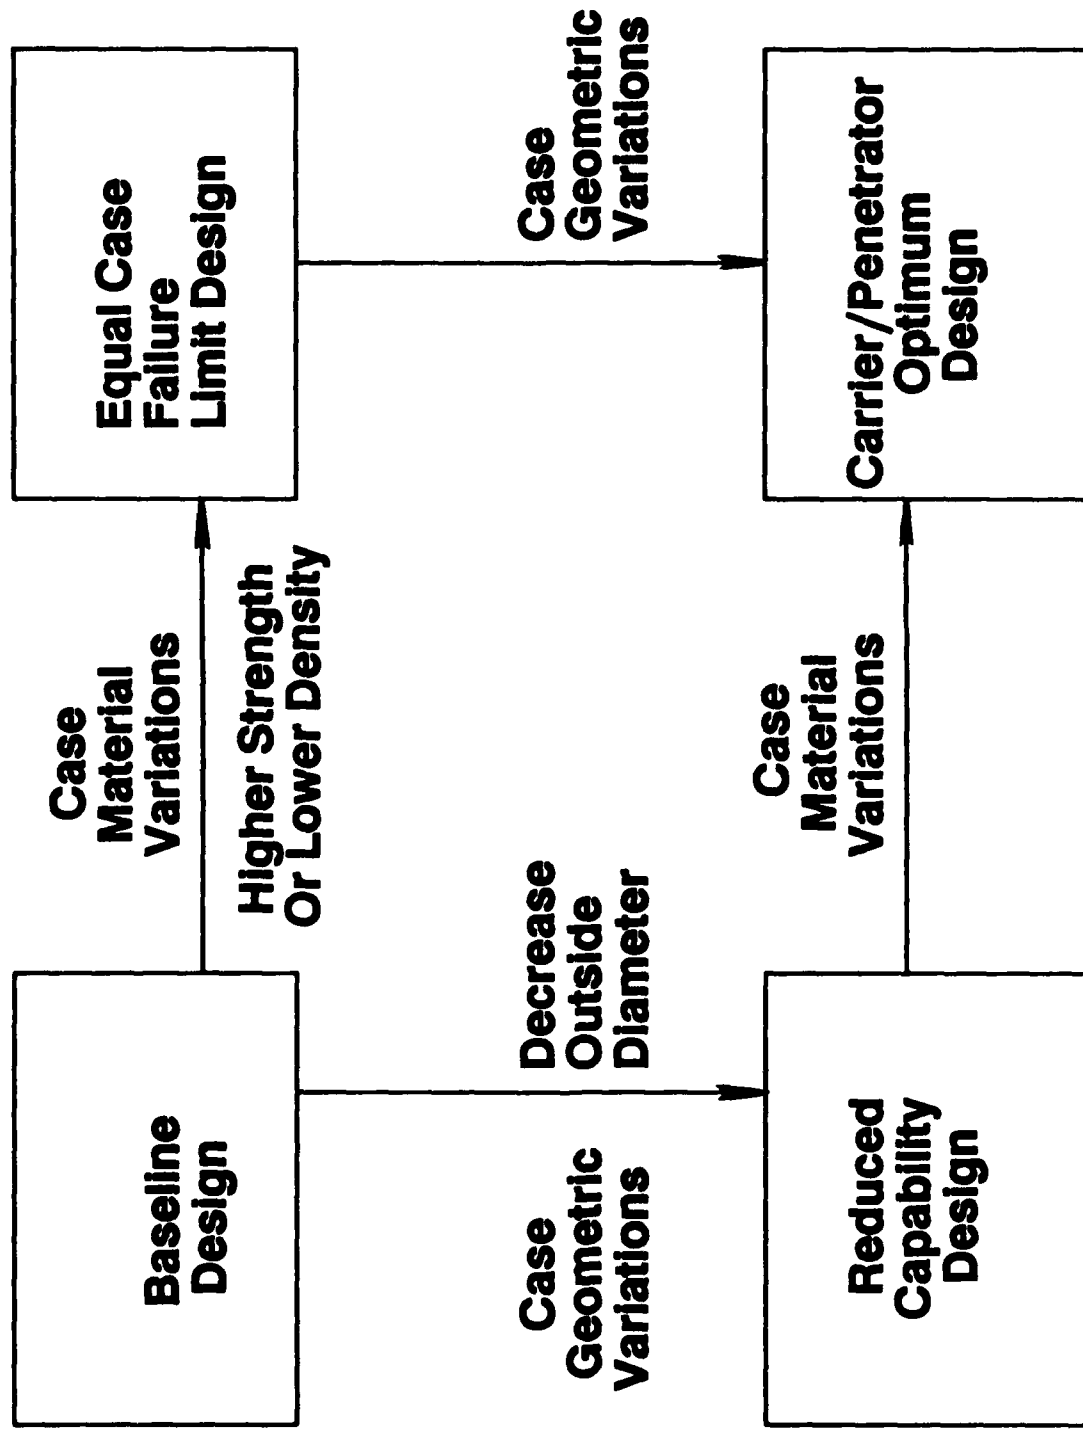 Baseline
Design
Case
Material
Variations
Higher Strength
Or Lower Density
Equal Case
Failure
Limit Design
Case
Geometric
Variations
Decrease
Outside
Diameter
Case
Geometric
Variations
Reduced
Capability
Design
Case
Material
Variations
Carrier/Penetrator
Optimum
Design